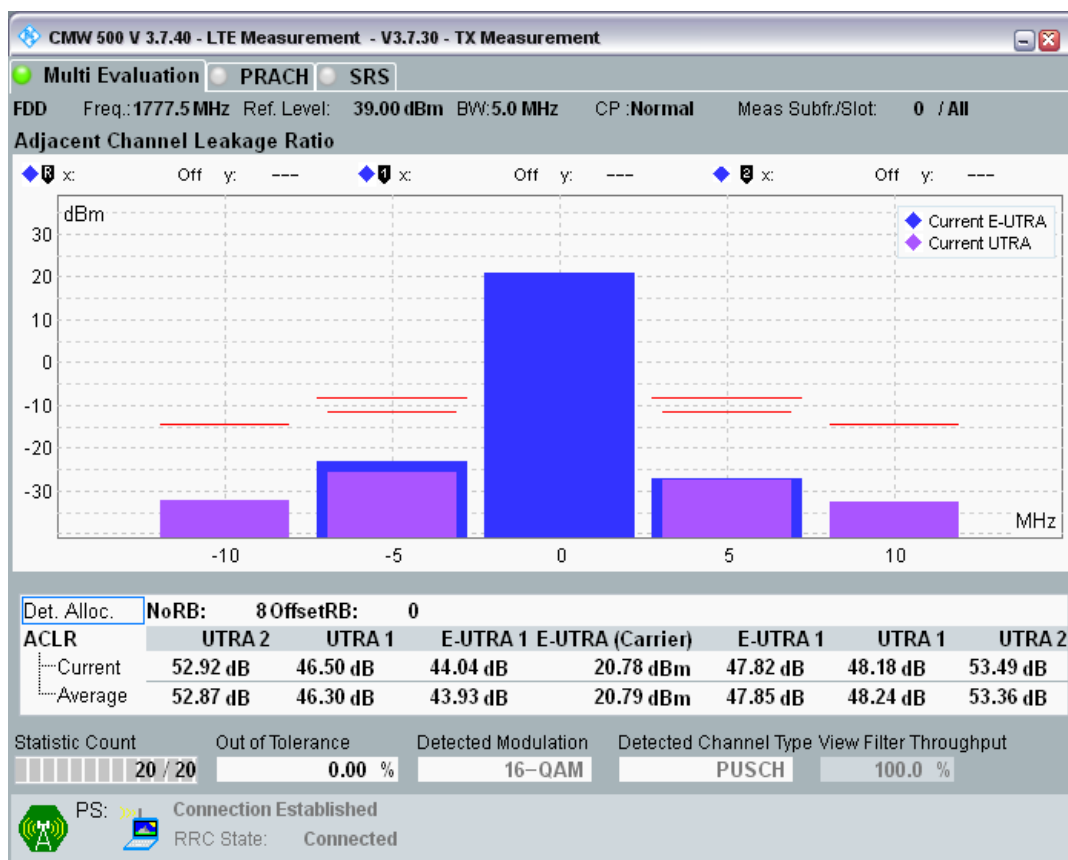 CMW 500 V 3.7.40 - LTE Measurement - V3.7.30 - TX Measurement
Multi Evaluation PRACH SRS
FDD Freq.: 1777.5 MHz Ref. Level: 39.00 dBm BW: 5.0 MHz CP : Normal Meas Subfr./Slot: 0 / All
Adjacent Channel Leakage Ratio
R x: Off y: --- 1 x: Off y: --- 2 x: Off y: ---
dBm
Current E-UTRA
Current UTRA
30
20
10
0
-10
-20
-30
MHz
-10 -5 0 5 10
Det. Alloc. NoRB: 8 OffsetRB: 0
ACLR UTRA 2 UTRA 1 E-UTRA 1 E-UTRA (Carrier) E-UTRA 1 UTRA 1 UTRA 2
Current 52.92 dB 46.50 dB 44.04 dB 20.78 dBm 47.82 dB 48.18 dB 53.49 dB
Average 52.87 dB 46.30 dB 43.93 dB 20.79 dBm 47.85 dB 48.24 dB 53.36 dB
Statistic Count Out of Tolerance Detected Modulation Detected Channel Type View Filter Throughput
20 / 20 0.00 % 16-QAM PUSCH 100.0 %
PS: Connection Established
RRC State: Connected